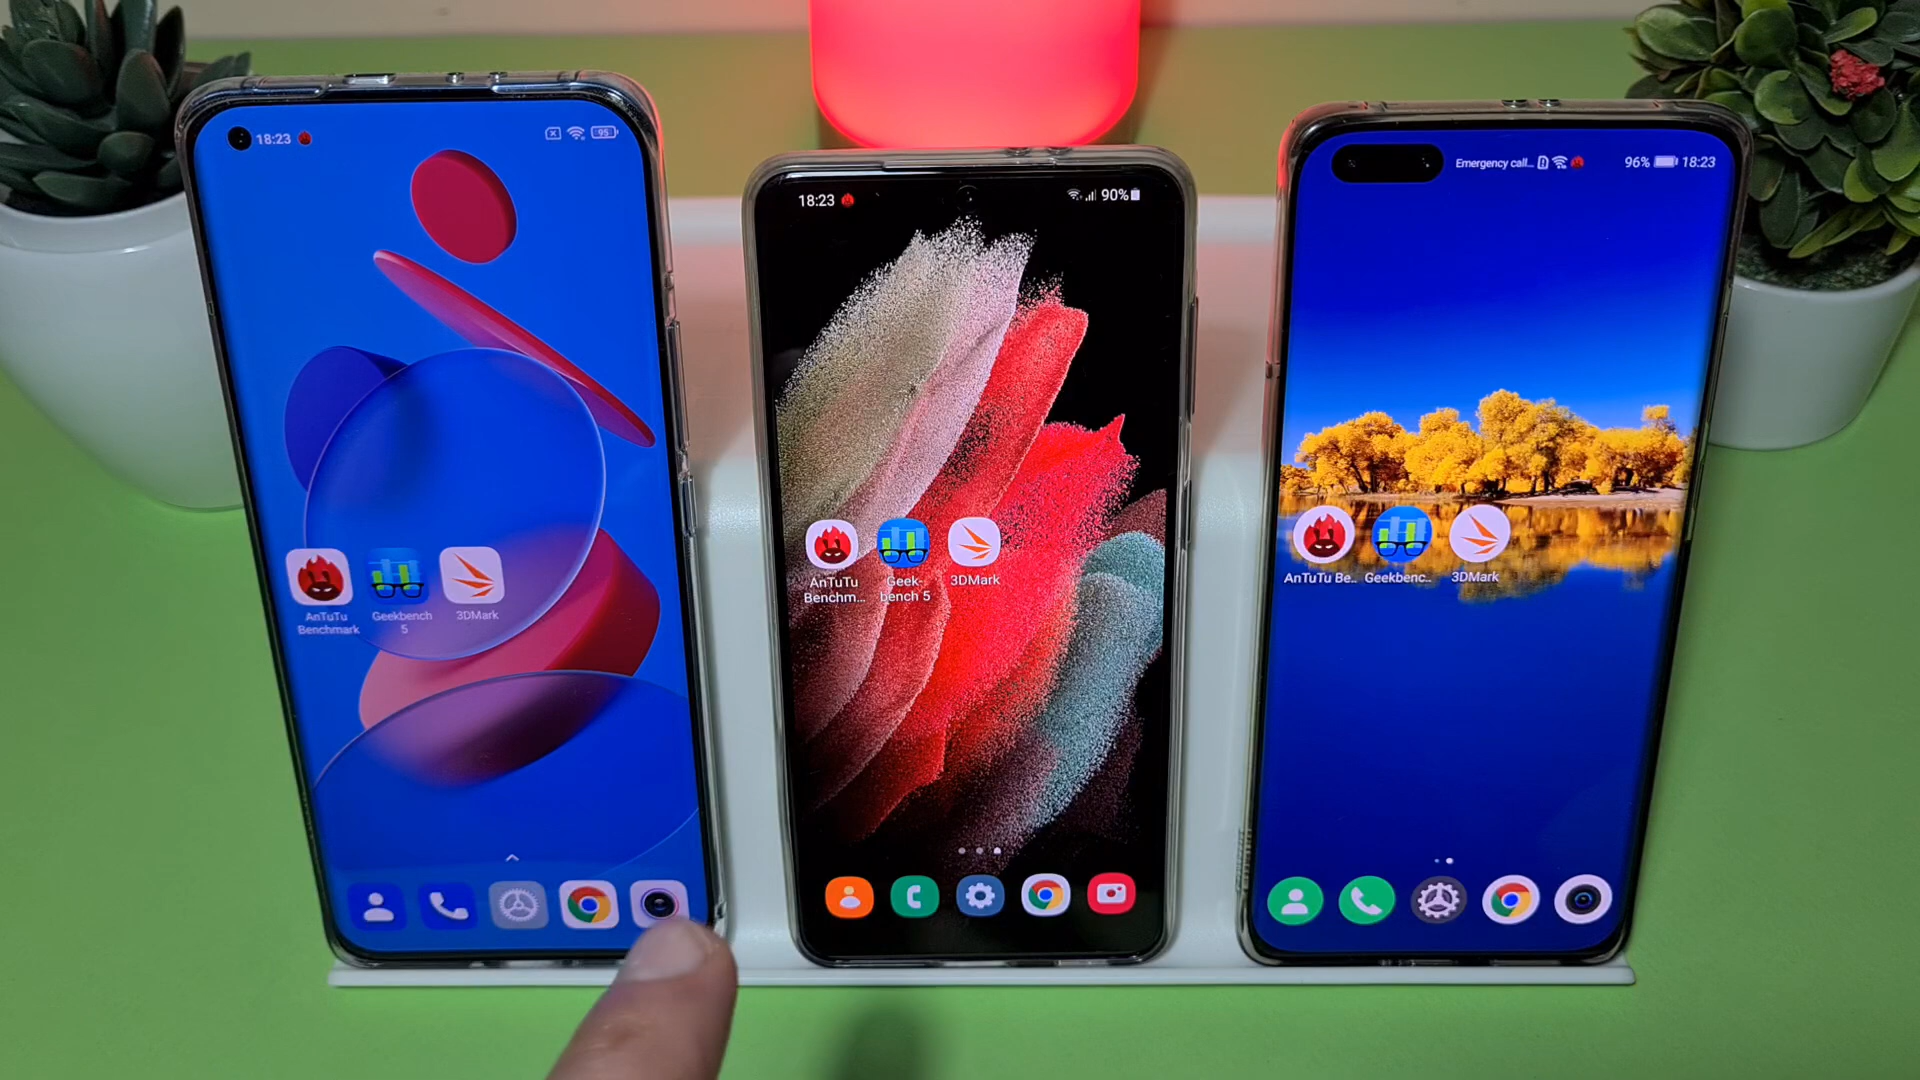 18:23
95
AnTuTu
Benchmark
Geekbench
5
3DMark
18:23
90%
AnTuTu
Benchm...
Geek-
bench 5
3DMark
Emergency call...
96%
18:23
AnTuTu Be..
Geekbenc..
3DMark